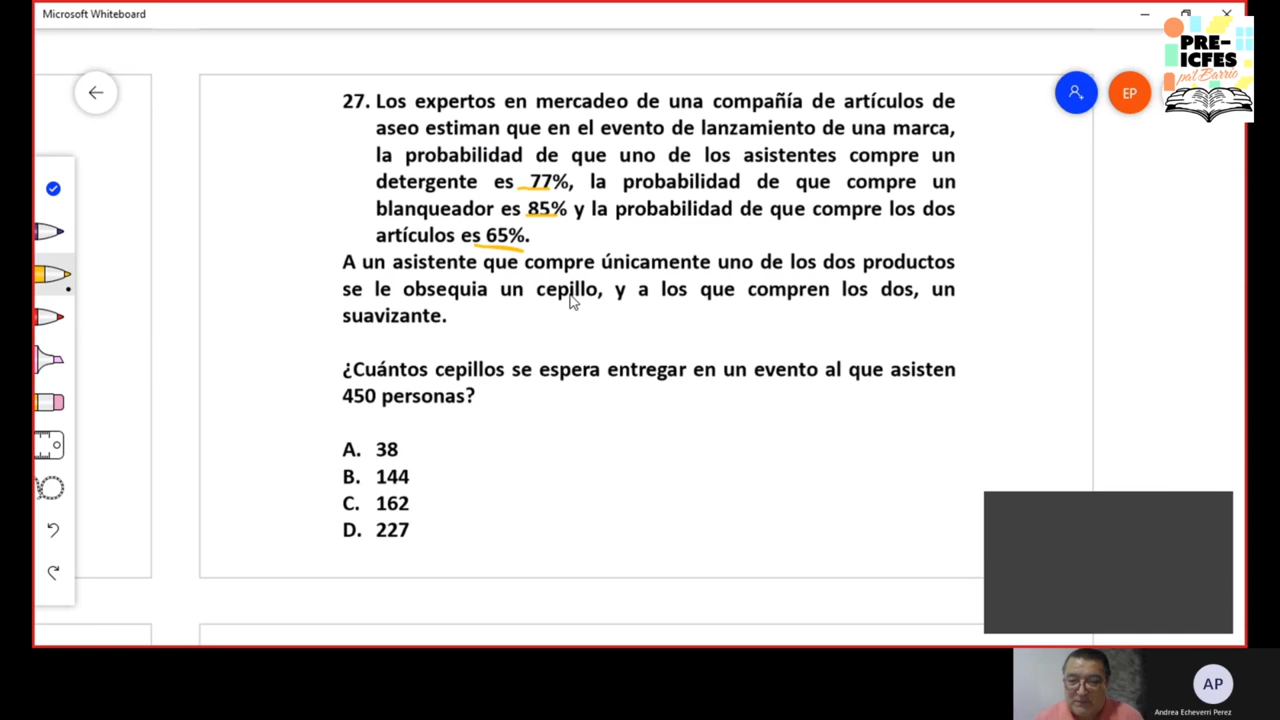 Microsoft Whiteboard
PRE-
ICFES
pa'l Barrio
EP
27. Los expertos en mercadeo de una compañía de artículos de
aseo estiman que en el evento de lanzamiento de una marca,
la probabilidad de que uno de los asistentes compre un
detergente es 77%, la probabilidad de que compre un
blanqueador es 85% y la probabilidad de que compre los dos
artículos es 65%.
A un asistente que compre únicamente uno de los dos productos
se le obsequia un cepillo, y a los que compren los dos, un
suavizante.
¿Cuántos cepillos se espera entregar en un evento al que asisten
450 personas?
A. 38
B. 144
C. 162
D. 227
AP
Andrea Echeverri Perez